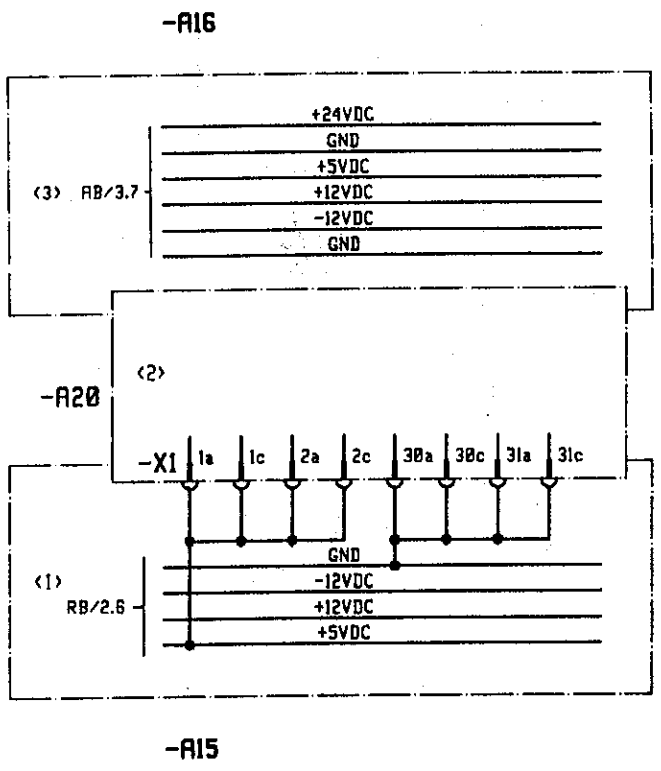 -A16
+24VDC
GND
+5VDC
<3> AB/3.7
+12VDC
-12VDC
GND
<2>
-A20
-X1 1a 1c 2a 2c 30a 30c 31a 31c
GND
<1>
-12VDC
RB/2.6
+12VDC
+5VDC
-A15